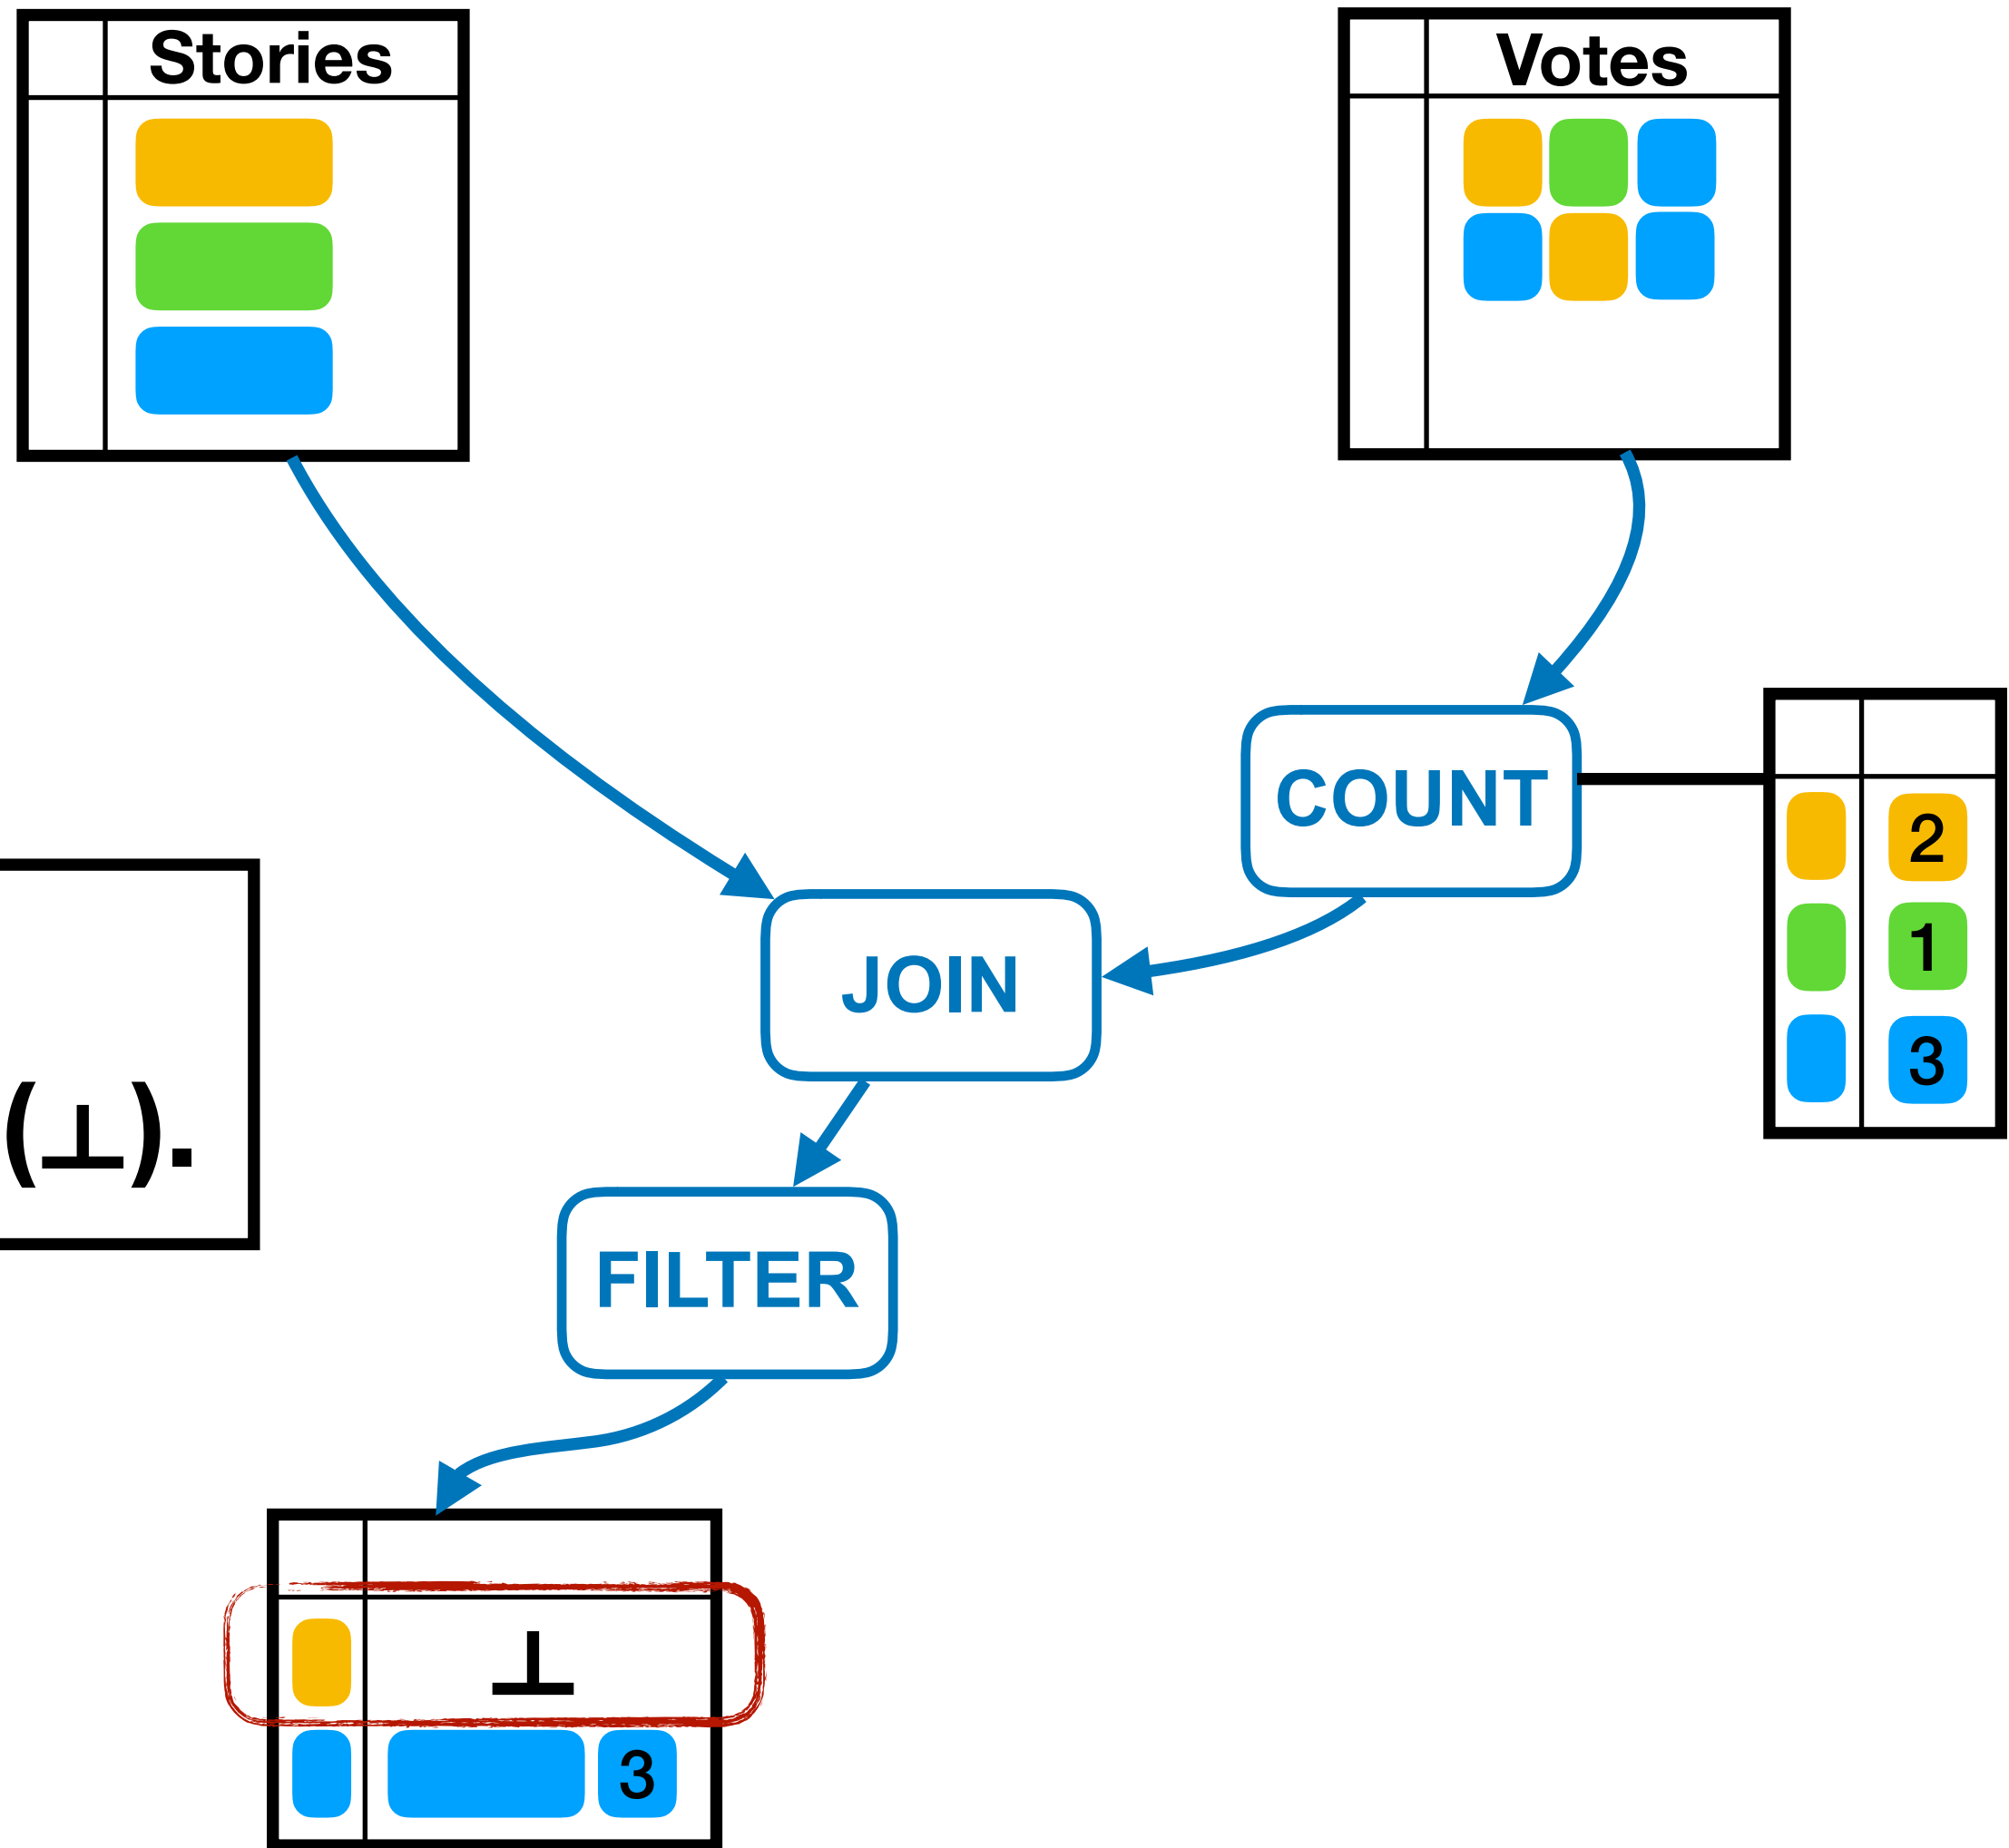 Stories
Votes
COUNT
2
1
3
JOIN
(⊥).
FILTER
⊥
3